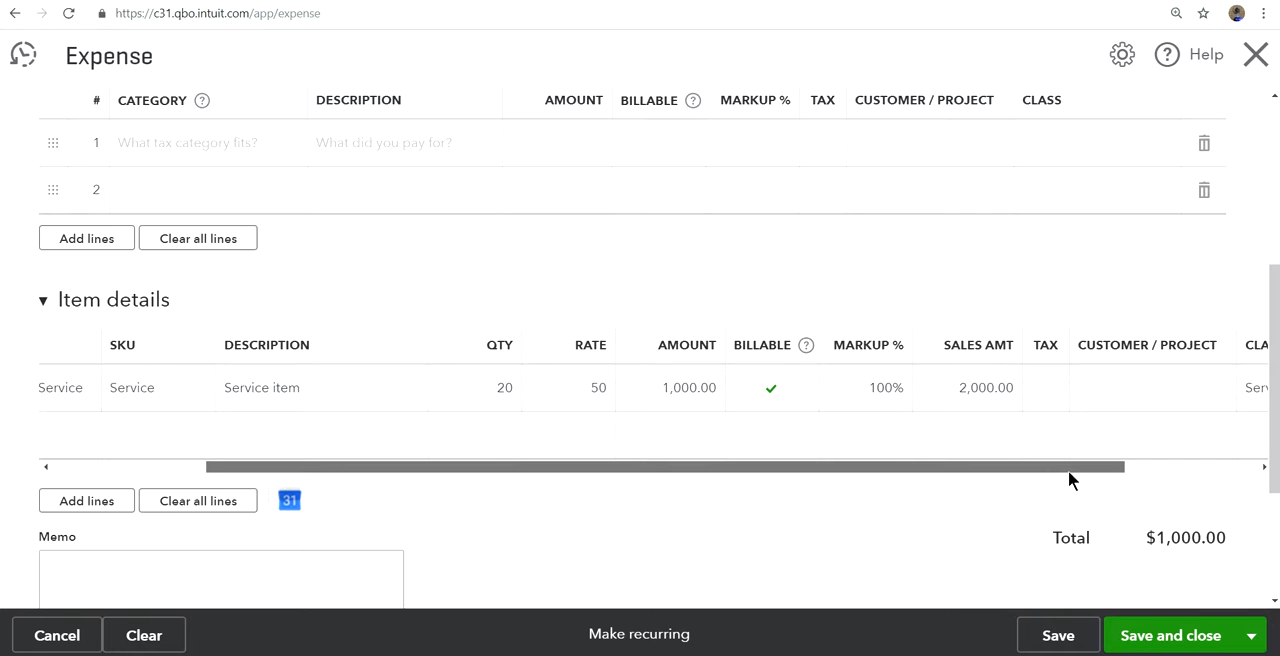 https://c31.qbo.intuit.com/app/expense
Expense
Help
# CATEGORY ? DESCRIPTION AMOUNT BILLABLE ? MARKUP % TAX CUSTOMER / PROJECT CLASS
1 What tax category fits? What did you pay for?
2
Add lines Clear all lines
Item details
SKU DESCRIPTION QTY RATE AMOUNT BILLABLE ? MARKUP % SALES AMT TAX CUSTOMER / PROJECT CLA
Service Service Service item 20 50 1,000.00 100% 2,000.00 Serv
Add lines Clear all lines 31
Memo Total $1,000.00
Cancel Clear Make recurring Save Save and close